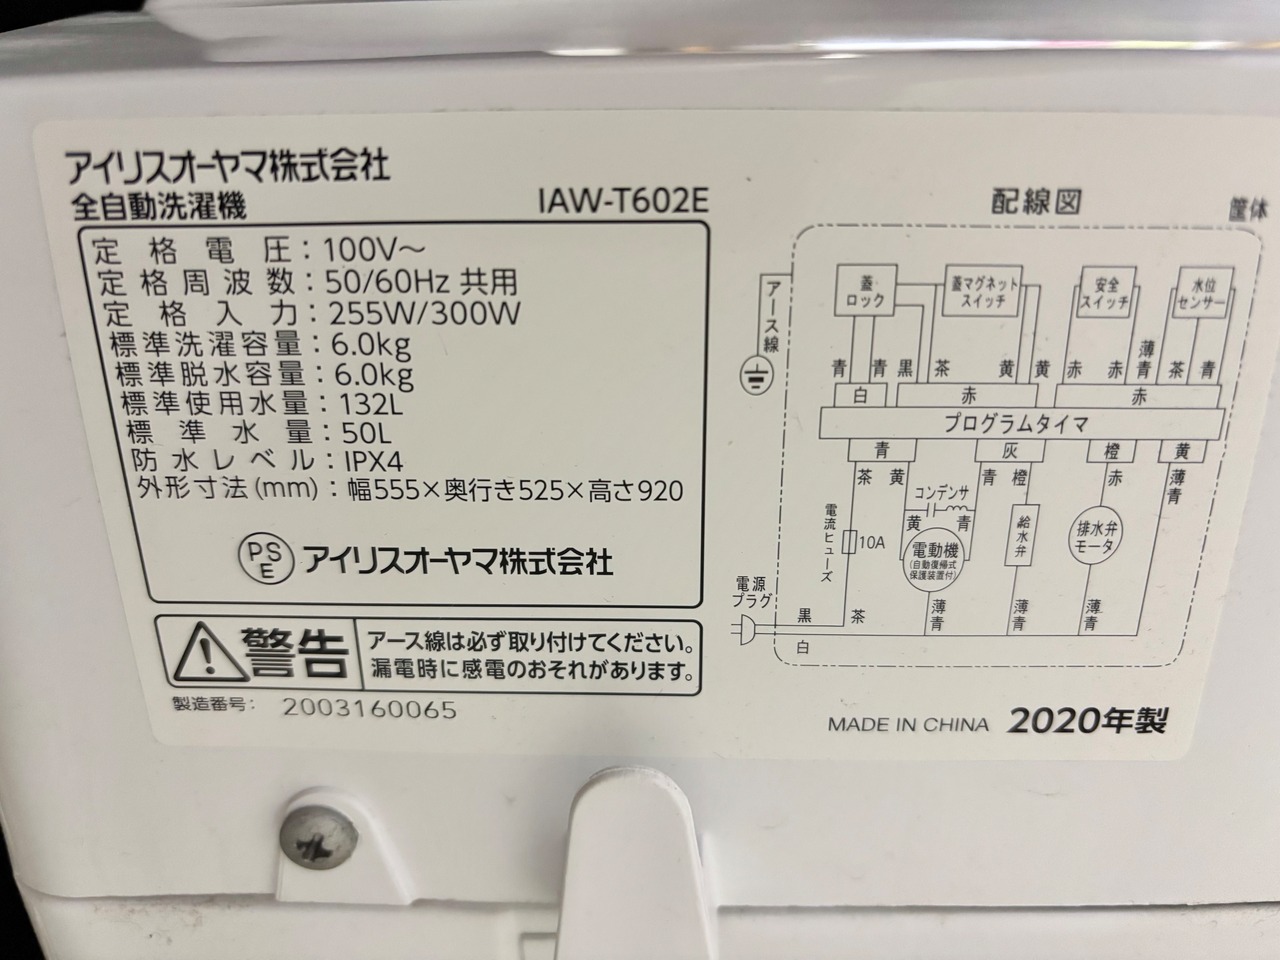 アイリスオーヤマ株式会社
全自動洗濯機 IAW-T602E
定格電圧：100V～
定格周波数：50/60Hz 共用
定格入力：255W/300W
標準洗濯容量：6.0kg
標準脱水容量：6.0kg
標準使用水量：132L
標準水量：50L
防水レベル：IPX4
外形寸法(mm)：幅555×奥行き525×高さ920
PS
E
アイリスオーヤマ株式会社
警告
アース線は必ず取り付けてください。
漏電時に感電のおそれがあります。
製造番号： 2003160065
配線図
筐体
アース線
蓋
ロック
蓋マグネット
スイッチ
安全
スイッチ
水位
センサー
青 青 黒 茶 黄 黄 赤 赤 薄青 茶 青
白 赤 赤
プログラムタイマ
青 灰 橙 黄
茶 黄 青 橙 赤 薄青
コンデンサ
黄 青
電流ヒューズ
10A
電動機
(自動復帰式
保護装置付)
給水弁
排水弁
モータ
電源
プラグ
黒 茶 薄青 薄青 薄青
白
MADE IN CHINA 2020年製